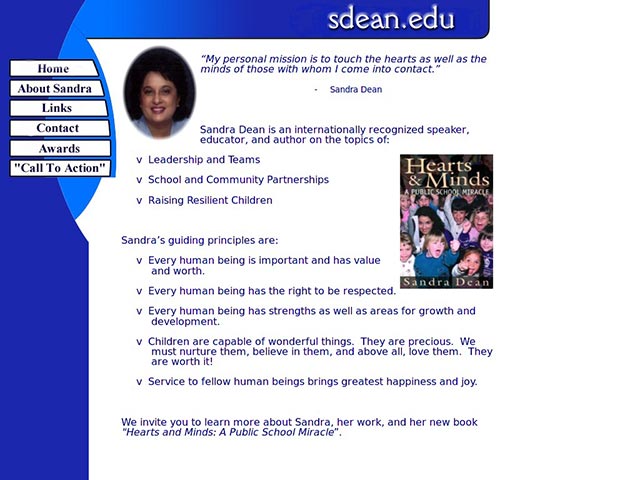 sdean.edu
Home
About Sandra
Links
Contact
Awards
"Call To Action"
“My personal mission is to touch the hearts as well as the
minds of those with whom I come into contact.”
- Sandra Dean
Sandra Dean is an internationally recognized speaker,
educator, and author on the topics of:
v Leadership and Teams
v School and Community Partnerships
v Raising Resilient Children
Hearts
& Minds
A PUBLIC SCHOOL MIRACLE
Sandra Dean
Sandra’s guiding principles are:
v Every human being is important and has value
and worth.
v Every human being has the right to be respected.
v Every human being has strengths as well as areas for growth and
development.
v Children are capable of wonderful things. They are precious. We
must nurture them, believe in them, and above all, love them. They
are worth it!
v Service to fellow human beings brings greatest happiness and joy.
We invite you to learn more about Sandra, her work, and her new book
"Hearts and Minds: A Public School Miracle".